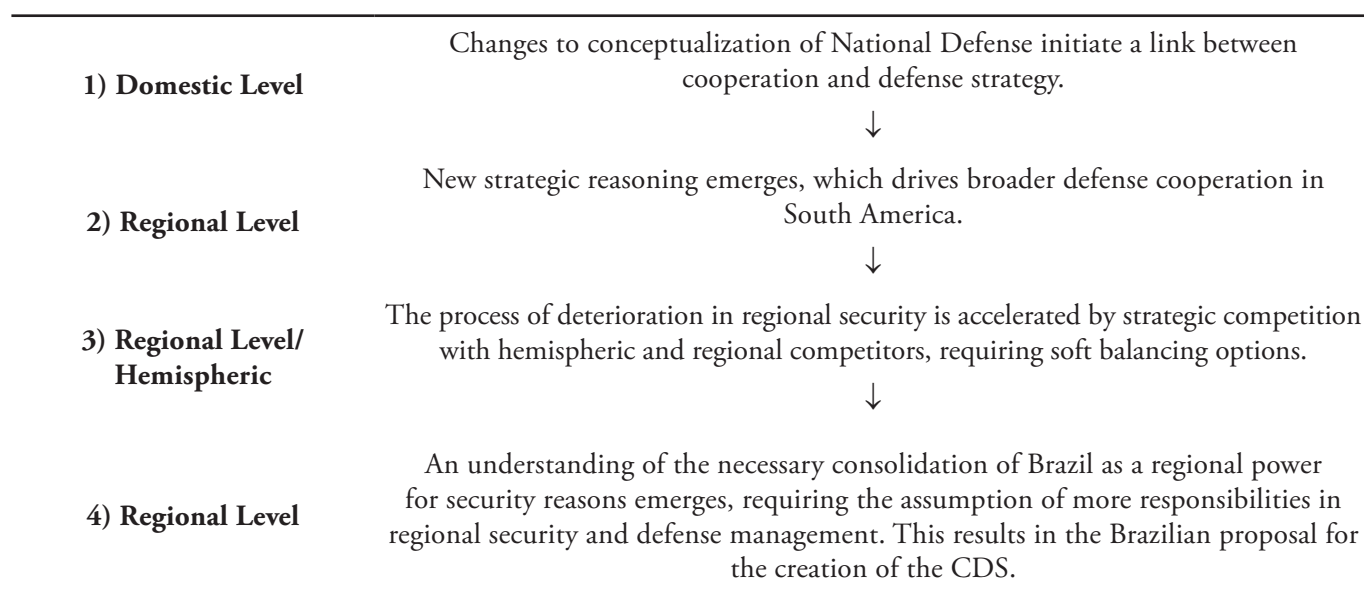 Changes to conceptualization of National Defense initiate a link between
1) Domestic Level
cooperation and defense strategy.
↓
New strategic reasoning emerges, which drives broader defense cooperation in
2) Regional Level
South America.
↓
The process of deterioration in regional security is accelerated by strategic competition
3) Regional Level/
with hemispheric and regional competitors, requiring soft balancing options.
Hemispheric
↓
An understanding of the necessary consolidation of Brazil as a regional power
for security reasons emerges, requiring the assumption of more responsibilities in
4) Regional Level
regional security and defense management. This results in the Brazilian proposal for
the creation of the CDS.